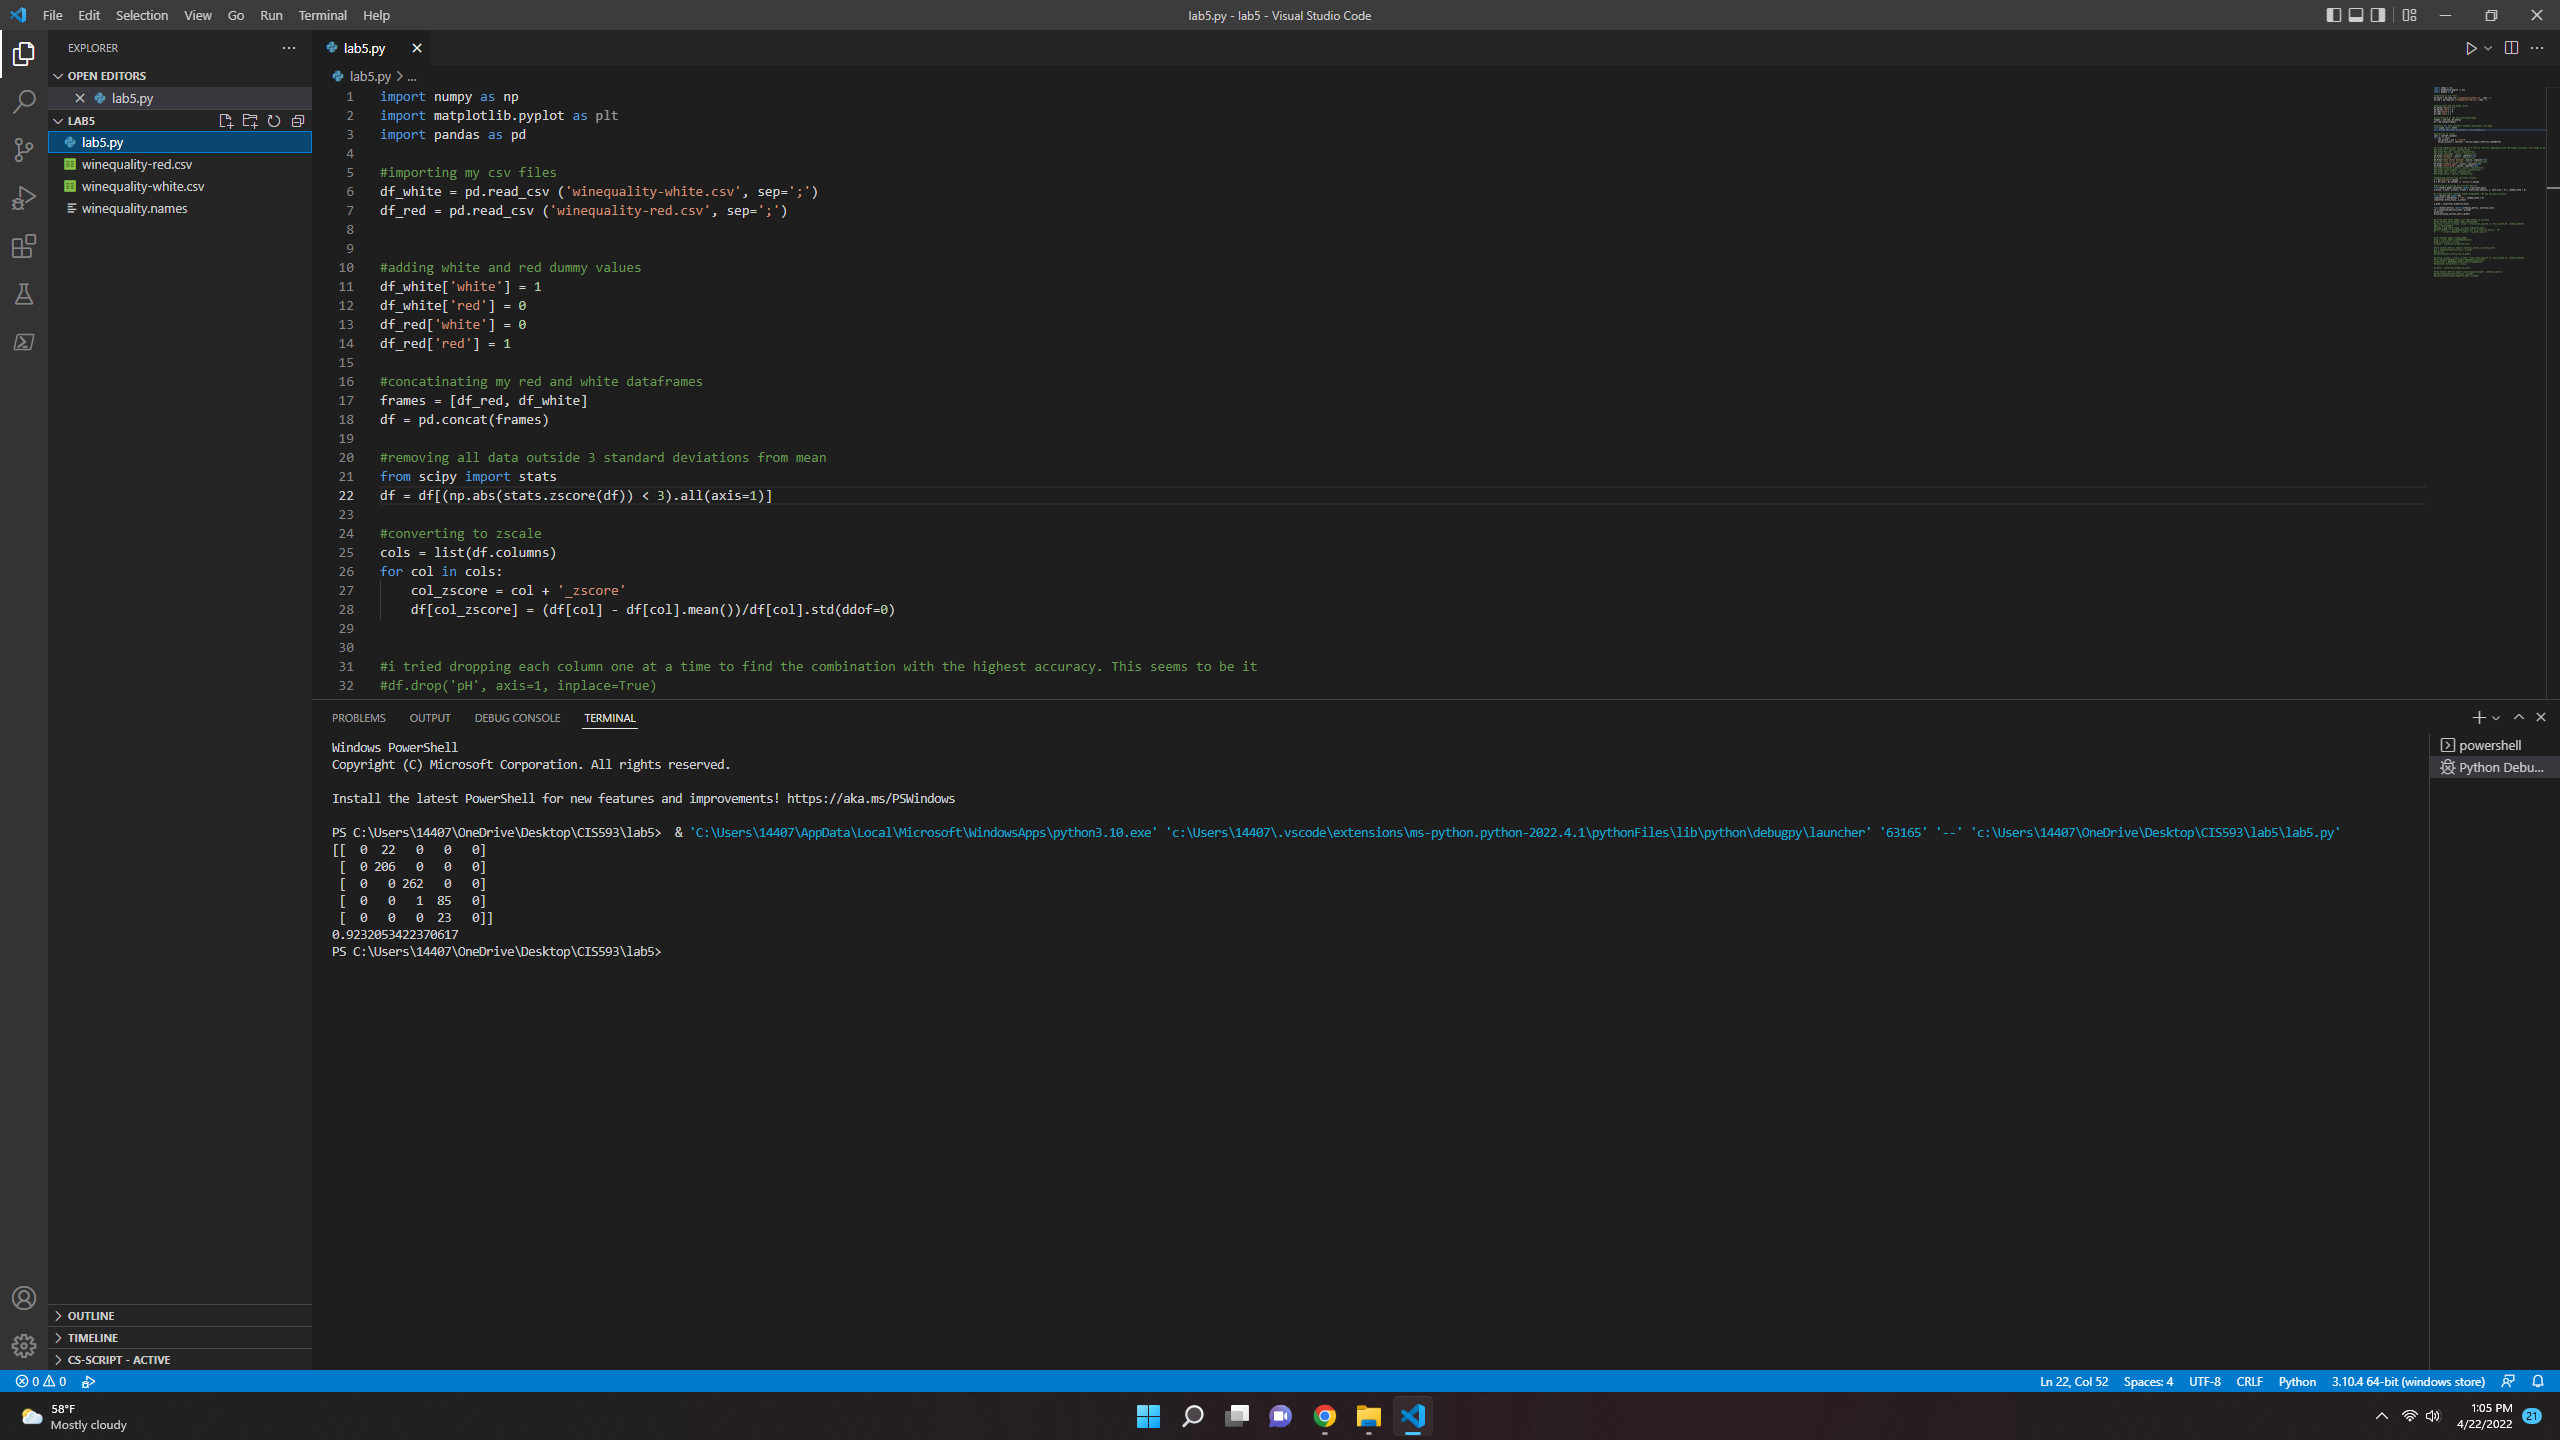 File Edit Selection View Go Run Terminal Help
lab5.py - lab5 - Visual Studio Code
EXPLORER
OPEN EDITORS
lab5.py
LAB5
lab5.py
winequality-red.csv
winequality-white.csv
winequality.names
OUTLINE
TIMELINE
CS-SCRIPT - ACTIVE
lab5.py
lab5.py > ...
1 import numpy as np
2 import matplotlib.pyplot as plt
3 import pandas as pd
4
5 #importing my csv files
6 df_white = pd.read_csv ('winequality-white.csv', sep=';')
7 df_red = pd.read_csv ('winequality-red.csv', sep=';')
8
9
10 #adding white and red dummy values
11 df_white['white'] = 1
12 df_white['red'] = 0
13 df_red['white'] = 0
14 df_red['red'] = 1
15
16 #concatinating my red and white dataframes
17 frames = [df_red, df_white]
18 df = pd.concat(frames)
19
20 #removing all data outside 3 standard deviations from mean
21 from scipy import stats
22 df = df[(np.abs(stats.zscore(df)) < 3).all(axis=1)]
23
24 #converting to zscale
25 cols = list(df.columns)
26 for col in cols:
27     col_zscore = col + '_zscore'
28     df[col_zscore] = (df[col] - df[col].mean())/df[col].std(ddof=0)
29
30
31 #i tried dropping each column one at a time to find the combination with the highest accuracy. This seems to be it
32 #df.drop('pH', axis=1, inplace=True)
PROBLEMS OUTPUT DEBUG CONSOLE TERMINAL
powershell
Python Debu...
Windows PowerShell
Copyright (C) Microsoft Corporation. All rights reserved.
Install the latest PowerShell for new features and improvements! https://aka.ms/PSWindows
PS C:\Users\14407\OneDrive\Desktop\CIS593\lab5>  & 'C:\Users\14407\AppData\Local\Microsoft\WindowsApps\python3.10.exe' 'c:\Users\14407\.vscode\extensions\ms-python.python-2022.4.1\pythonFiles\lib\python\debugpy\launcher' '63165' '--' 'c:\Users\14407\OneDrive\Desktop\CIS593\lab5\lab5.py'
[[  0  22   0   0   0]
 [  0 206   0   0   0]
 [  0   0 262   0   0]
 [  0   0   1  85   0]
 [  0   0   0  23   0]]
0.9232053422370617
PS C:\Users\14407\OneDrive\Desktop\CIS593\lab5>
0 0
Ln 22, Col 52 Spaces: 4 UTF-8 CRLF Python 3.10.4 64-bit (windows store)
58°F
Mostly cloudy
1:05 PM
4/22/2022
21